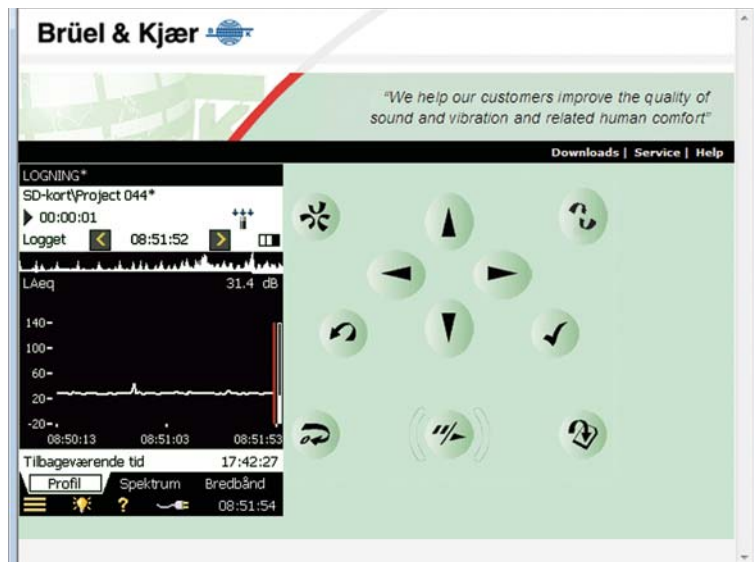 Brüel & Kjær
B K
“We help our customers improve the quality of
sound and vibration and related human comfort”
Downloads | Service | Help
LOGNING*
SD-kort\Project 044*
00:00:01
Logget < 08:51:52 >
LAeq 31.4 dB
140-
100-
60-
20-
-20-
08:50:13 08:51:03 08:51:53
Tilbageværende tid 17:42:27
Profil Spektrum Bredbånd
? 08:51:54